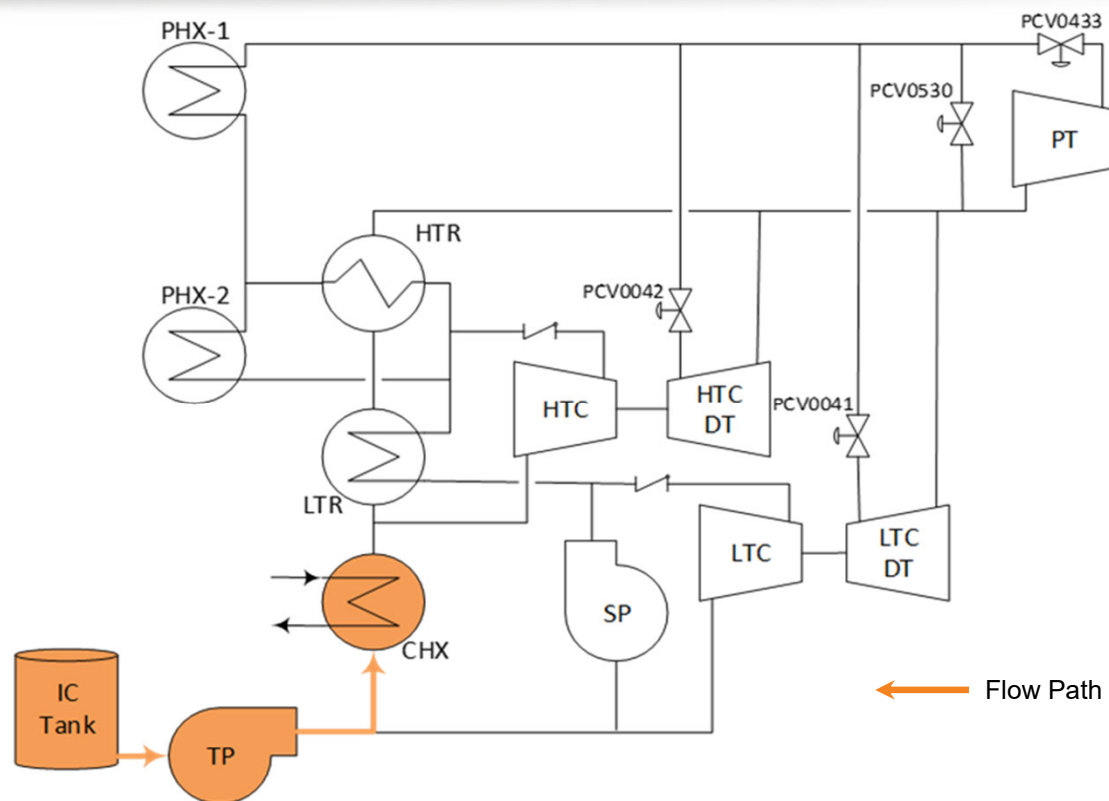 PHX-1
PCV0433
PCV0530
PT
HTR
PHX-2
PCV0042
HTC
HTC
DT
PCV0041
LTR
LTC
LTC
DT
SP
CHX
IC
Tank
TP
Flow Path